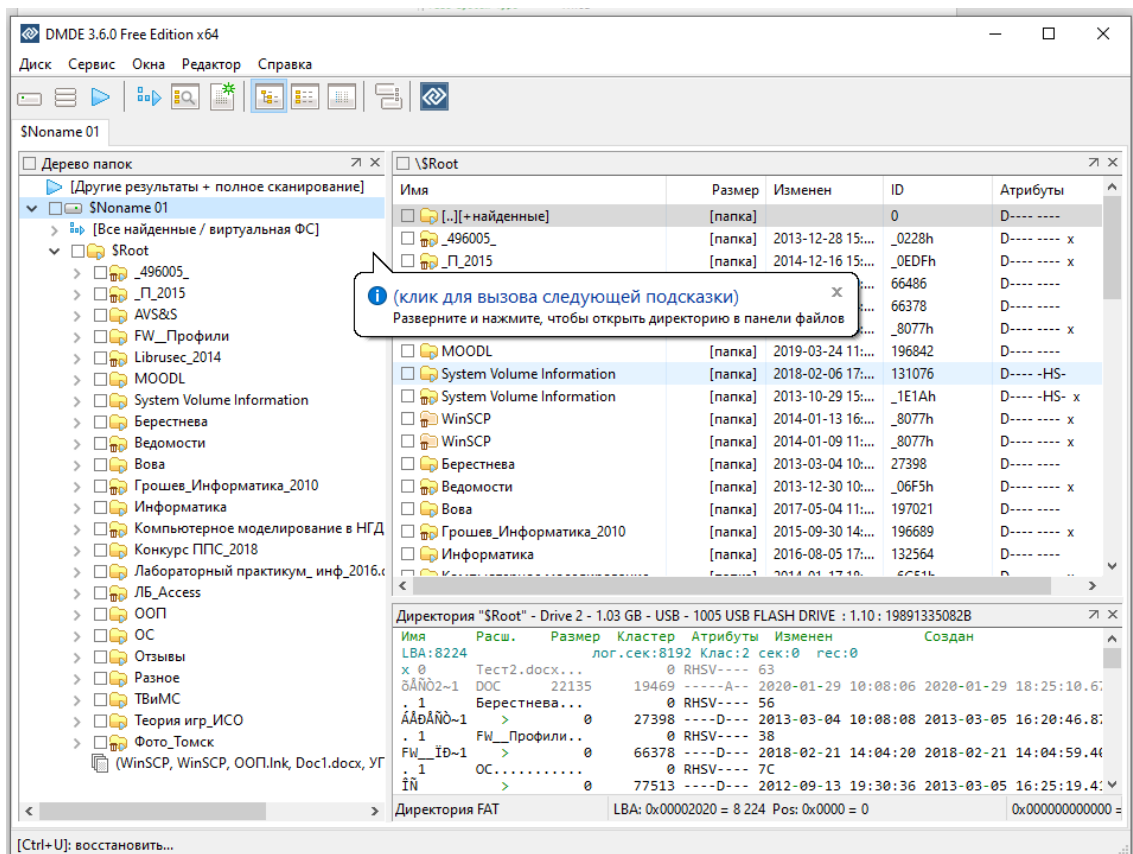 DMDE 3.6.0 Free Edition x64
Диск Сервис Окна Редактор Справка
$Noname 01
Дерево папок
[Другие результаты + полное сканирование]
$Noname 01
[Все найденные / виртуальная ФС]
$Root
_496005_
_П_2015
AVS&S
FW__Профили
Librusec_2014
MOODL
System Volume Information
Берестнева
Ведомости
Вова
Грошев_Информатика_2010
Информатика
Компьютерное моделирование в НГД
Конкурс ППС_2018
Лабораторный практикум_ инф_2016.
ЛБ_Access
ООП
ОС
Отзывы
Разное
ТВиМС
Теория игр_ИСО
Фото_Томск
(WinSCP, WinSCP, ООП.lnk, Doc1.docx, УГ
\$Root
Имя Размер Изменен ID Атрибуты
[..][+найденные] [папка] 0 D---- ----
_496005_ [папка] 2013-12-28 15:... _0228h D---- ---- x
_П_2015 [папка] 2014-12-16 15:... _0EDFh D---- ---- x
66486 D---- ----
66378 D---- ----
_8077h D---- ---- x
(клик для вызова следующей подсказки)
Разверните и нажмите, чтобы открыть директорию в панели файлов
MOODL [папка] 2019-03-24 11:... 196842 D---- ----
System Volume Information [папка] 2018-02-06 17:... 131076 D---- -HS-
System Volume Information [папка] 2013-10-29 15:... _1E1Ah D---- -HS- x
WinSCP [папка] 2014-01-13 16:... _8077h D---- ---- x
WinSCP [папка] 2014-01-09 11:... _8077h D---- ---- x
Берестнева [папка] 2013-03-04 10:... 27398 D---- ----
Ведомости [папка] 2013-12-30 10:... _06F5h D---- ---- x
Вова [папка] 2017-05-04 11:... 197021 D---- ----
Грошев_Информатика_2010 [папка] 2015-09-30 14:... 196689 D---- ---- x
Информатика [папка] 2016-08-05 17:... 132564 D---- ----
Директория "$Root" - Drive 2 - 1.03 GB - USB - 1005 USB FLASH DRIVE : 1.10 : 19891335082B
Имя Расш. Размер Кластер Атрибуты Изменен Создан
LBA:8224 лог.сек:8192 Клас:2 сек:0 rec:0
x 0 Тест2.docx... 0 RHSV---- 63
õÅÑÒ2~1 DOC 22135 19469 -----A-- 2020-01-29 10:08:06 2020-01-29 18:25:10.6
. 1 Берестнева... 0 RHSV---- 56
ÁÅÐÅÑÒ~1 > 0 27398 ----D--- 2013-03-04 10:08:08 2013-03-05 16:20:46.8
. 1 FW__Профили.. 0 RHSV---- 38
FW__ÏÐ~1 > 0 66378 ----D--- 2018-02-21 14:04:20 2018-02-21 14:04:59.4
. 1 ОС........... 0 RHSV---- 7C
ÎÑ > 0 77513 ----D--- 2012-09-13 19:30:36 2013-03-05 16:25:19.4
Директория FAT LBA: 0x00002020 = 8 224 Pos: 0x0000 = 0 0x000000000000 =
[Ctrl+U]: восстановить...